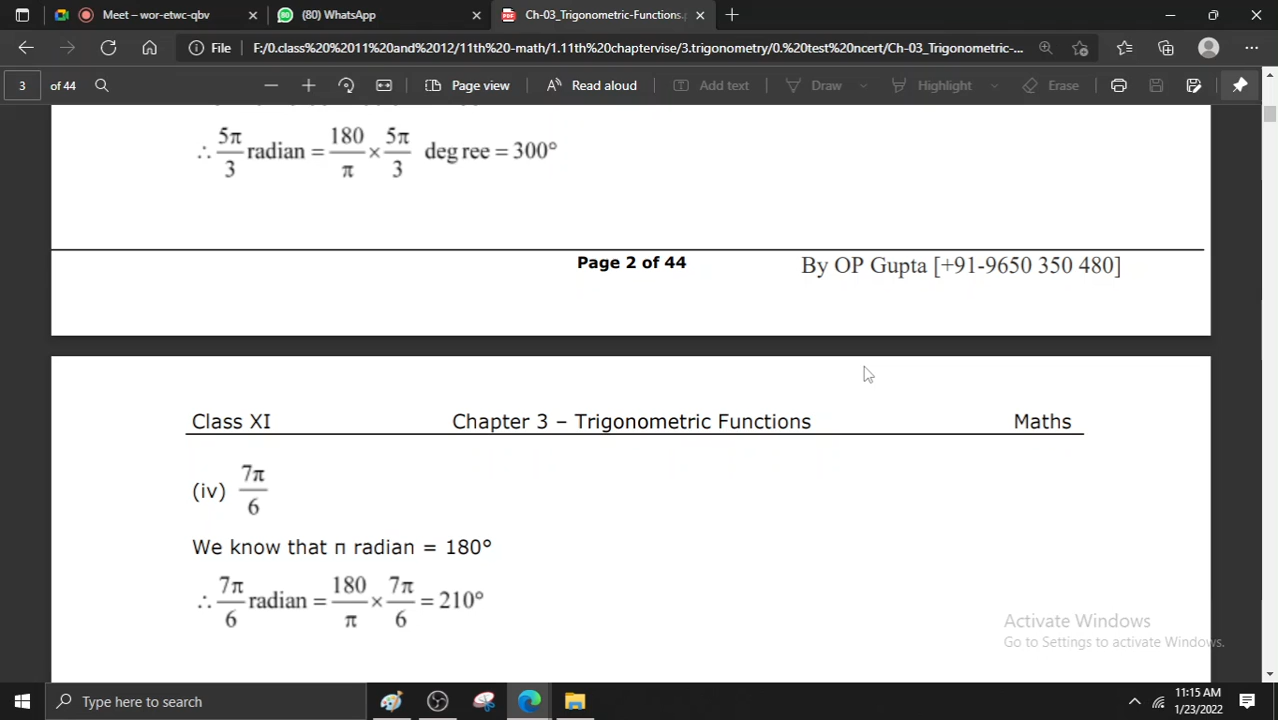 Meet – wor-etwc-qbv
(80) WhatsApp
Ch-03_Trigonometric-Functions.
File
F:/0.class%20%2011%20and%2012/11th%20-math/1.11th%20chaptervise/3.trigonometry/0.%20test%20ncert/Ch-03_Trigonometric-...
3 of 44
Page view
Read aloud
Add text
Draw
Highlight
Erase
∴ 5π/3 radian = 180/π × 5π/3 deg ree = 300°
Page 2 of 44
By OP Gupta [+91-9650 350 480]
Class XI
Chapter 3 – Trigonometric Functions
Maths
(iv) 7π/6
We know that π radian = 180°
∴ 7π/6 radian = 180/π × 7π/6 = 210°
Activate Windows
Go to Settings to activate Windows.
Type here to search
11:15 AM
1/23/2022